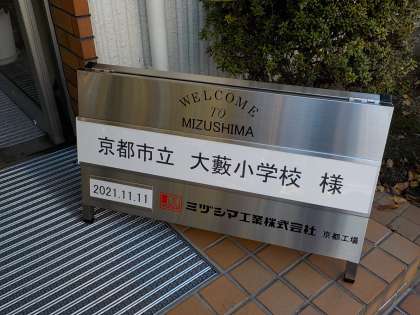 WELCOME
TO
MIZUSHIMA
京都市立 大藪小学校 様
2021.11.11
ミヅシマ工業株式会社 京都工場